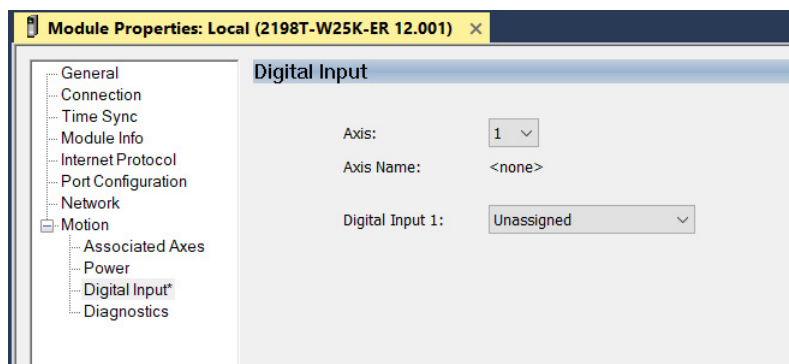 Module Properties: Local (2198T-W25K-ER 12.001) ×
General
Connection
Time Sync
Module Info
Internet Protocol
Port Configuration
Network
Motion
Associated Axes
Power
Digital Input*
Diagnostics
Digital Input
Axis: 1
Axis Name: <none>
Digital Input 1: Unassigned